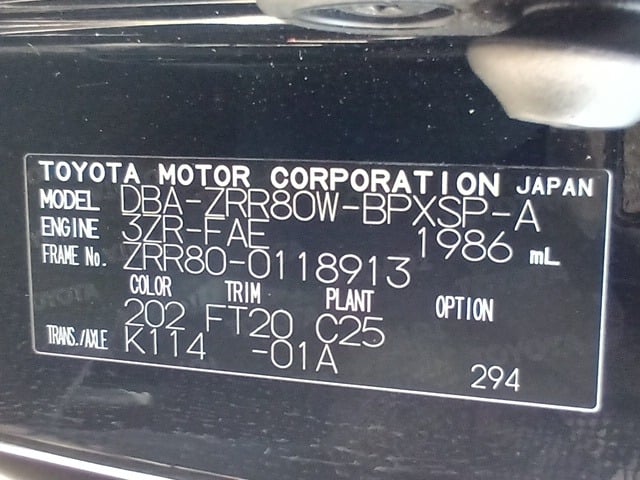 TOYOTA MOTOR CORPORATION JAPAN
MODEL DBA-ZRR80W-BPXSP-A
ENGINE 3ZR-FAE 1986 mL
FRAME No. ZRR80-0118913
COLOR TRIM PLANT OPTION
202 FT20 C25
TRANS./AXLE K114 -01A
294